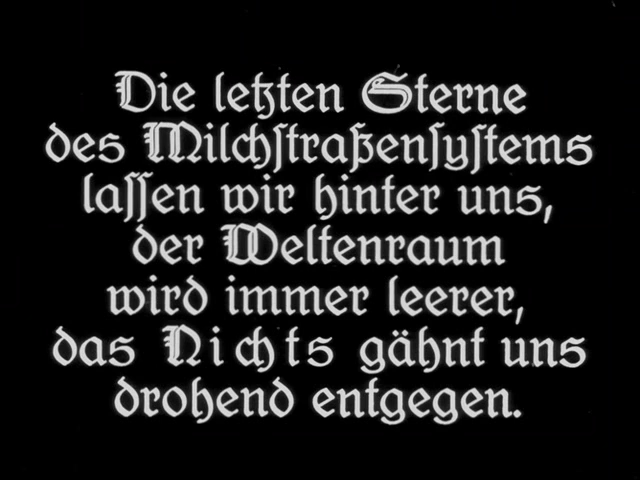 Die letzten Sterne
des Milchſtraßenſyſtems
laſſen wir hinter uns,
der Weltenraum
wird immer leerer,
das Nichts gähnt uns
drohend entgegen.